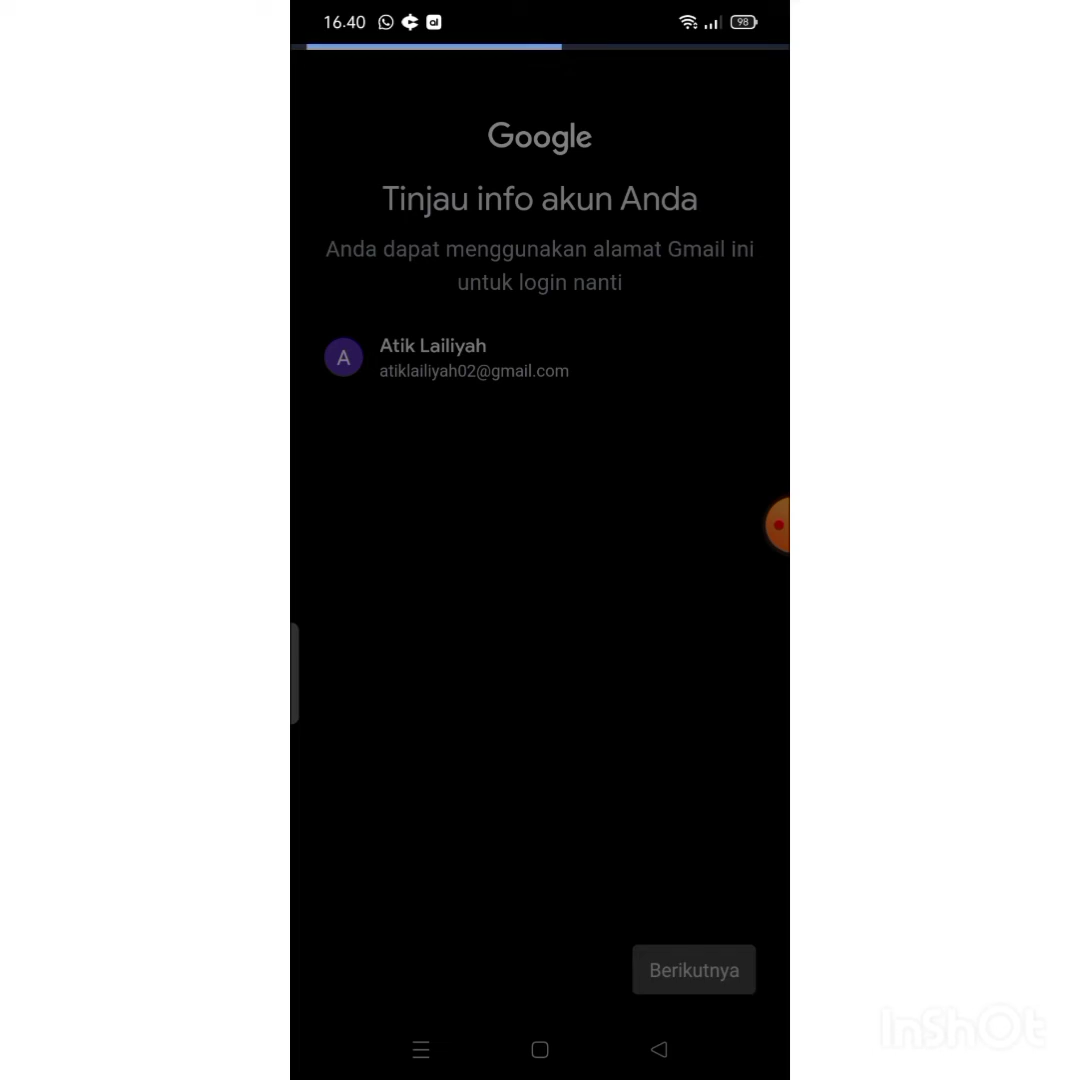 16.40
98
Google
Tinjau info akun Anda
Anda dapat menggunakan alamat Gmail ini
untuk login nanti
A
Atik Lailiyah
atiklailiyah02@gmail.com
Berikutnya
InShOt